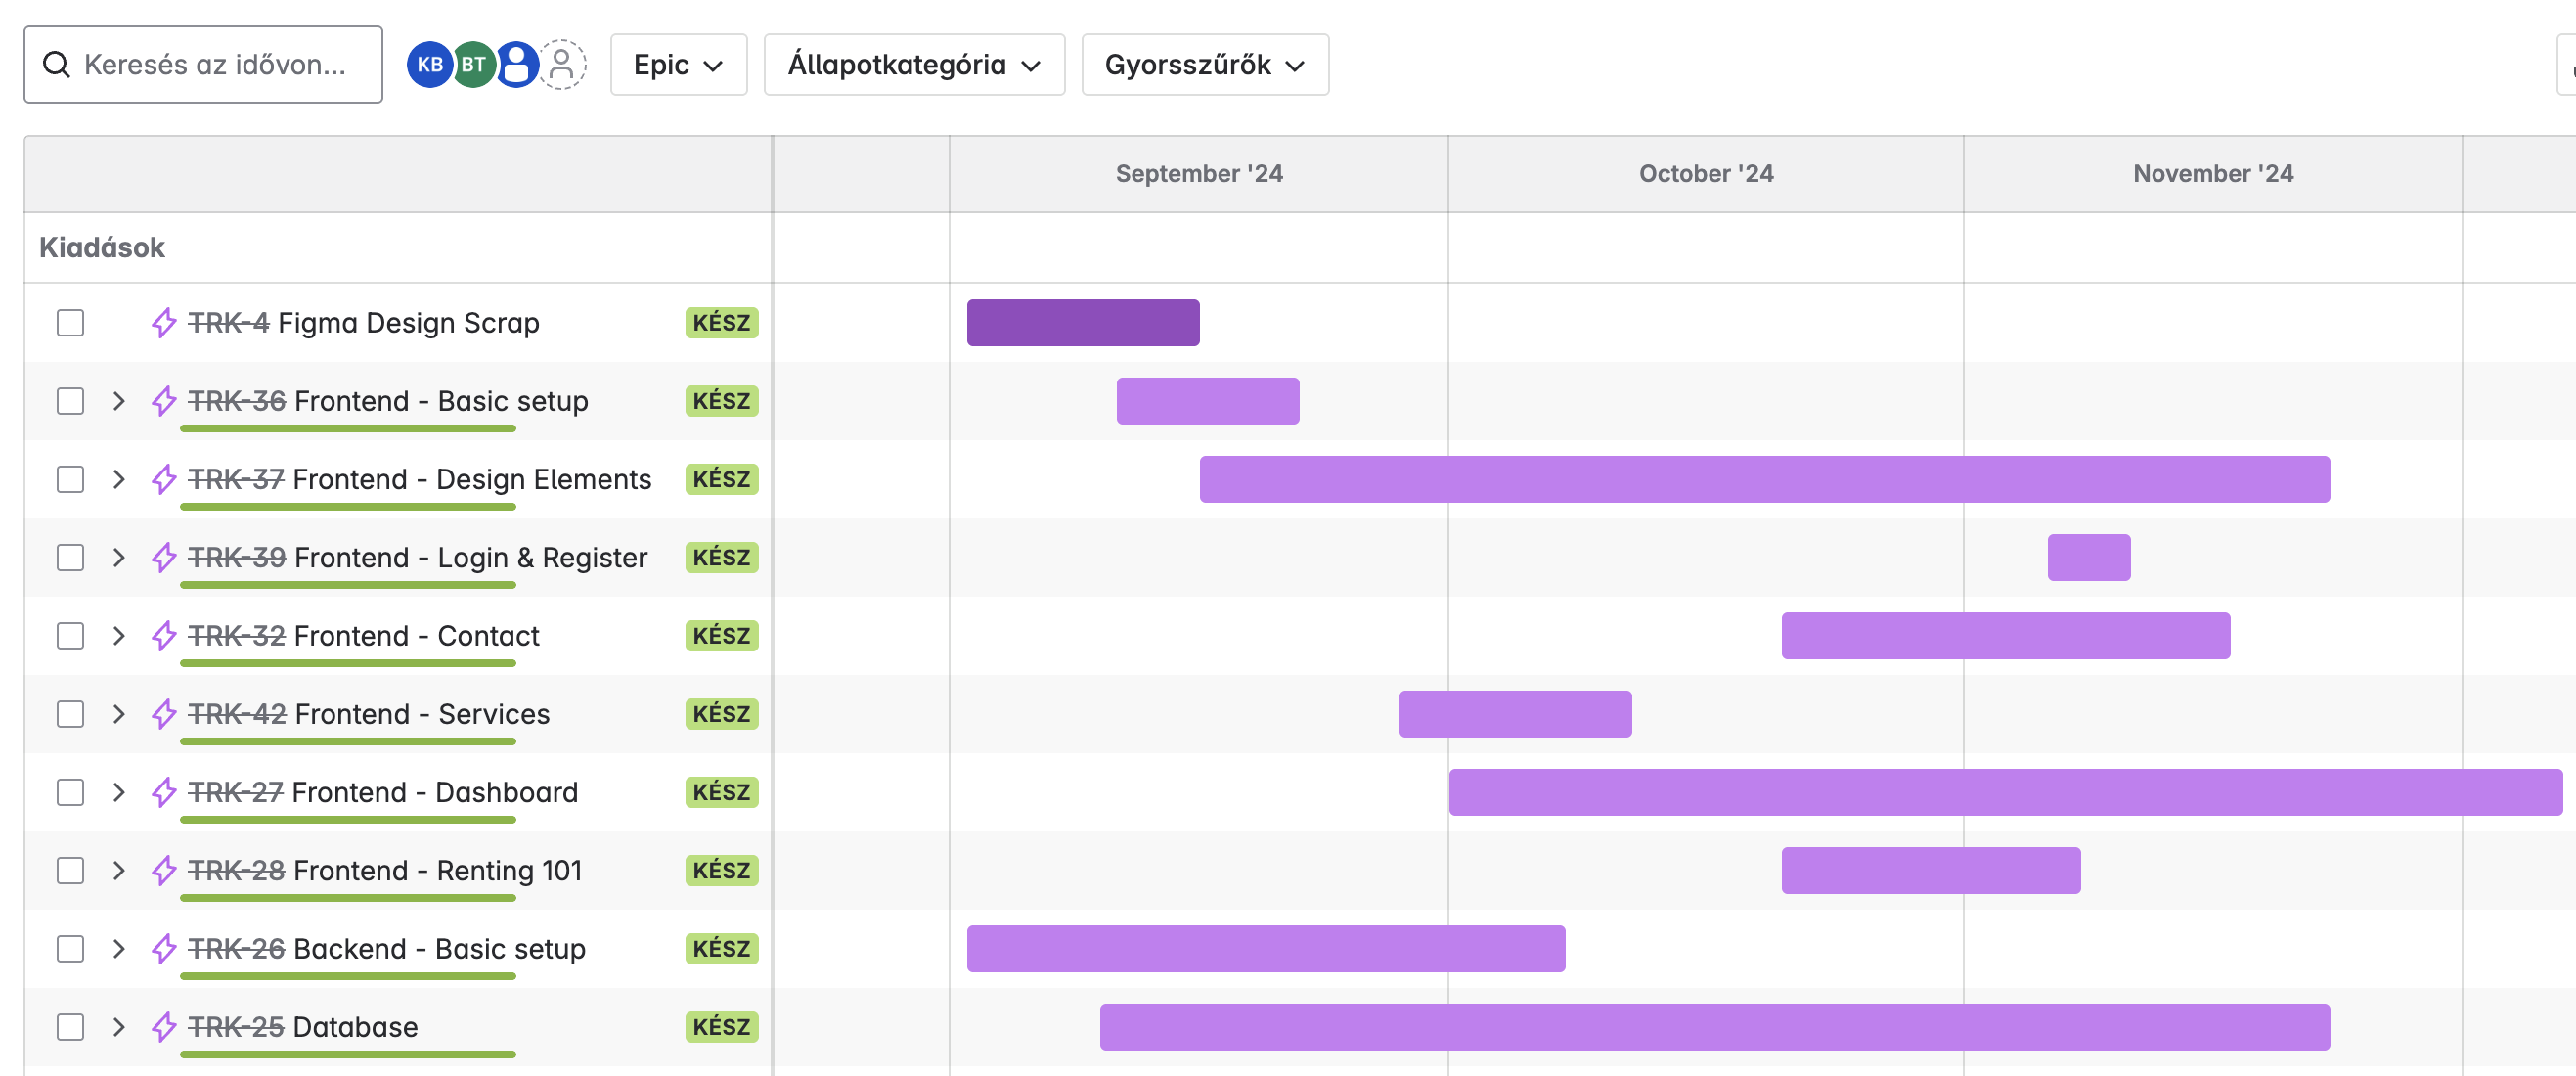 Keresés az idővon...
KB BT
Epic
Állapotkategória
Gyorsszűrők
September '24 October '24 November '24
Kiadások
TRK-4 Figma Design Scrap KÉSZ
TRK-36 Frontend - Basic setup KÉSZ
TRK-37 Frontend - Design Elements KÉSZ
TRK-39 Frontend - Login & Register KÉSZ
TRK-32 Frontend - Contact KÉSZ
TRK-42 Frontend - Services KÉSZ
TRK-27 Frontend - Dashboard KÉSZ
TRK-28 Frontend - Renting 101 KÉSZ
TRK-26 Backend - Basic setup KÉSZ
TRK-25 Database KÉSZ